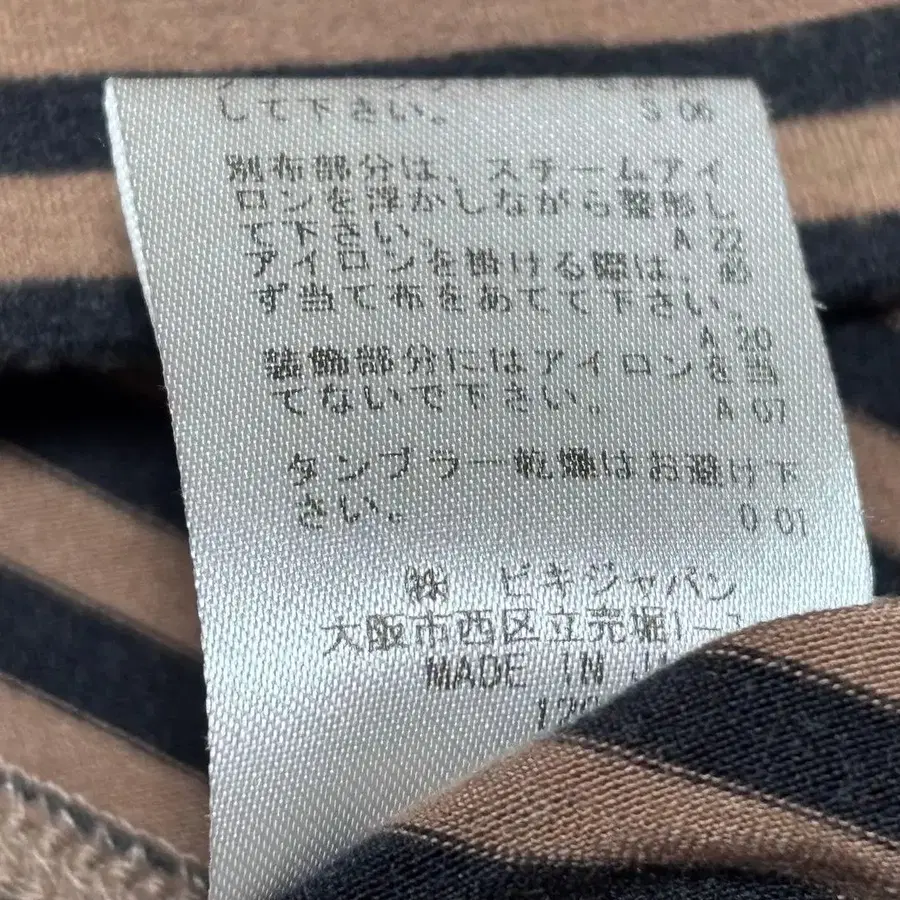 して下さい。 S 06
別布部分は、スチームアイ
ロンを浮かしながら整形し
て下さい。 A 22
アイロンを掛ける際は、必
ず当て布をあてて下さい。
A 20
装飾部分にはアイロンを当
てないで下さい。 A 07
タンブラー乾燥はお避け下
さい。 0 01
㈱ ビギジャパン
大阪市西区立売堀1-
MADE IN